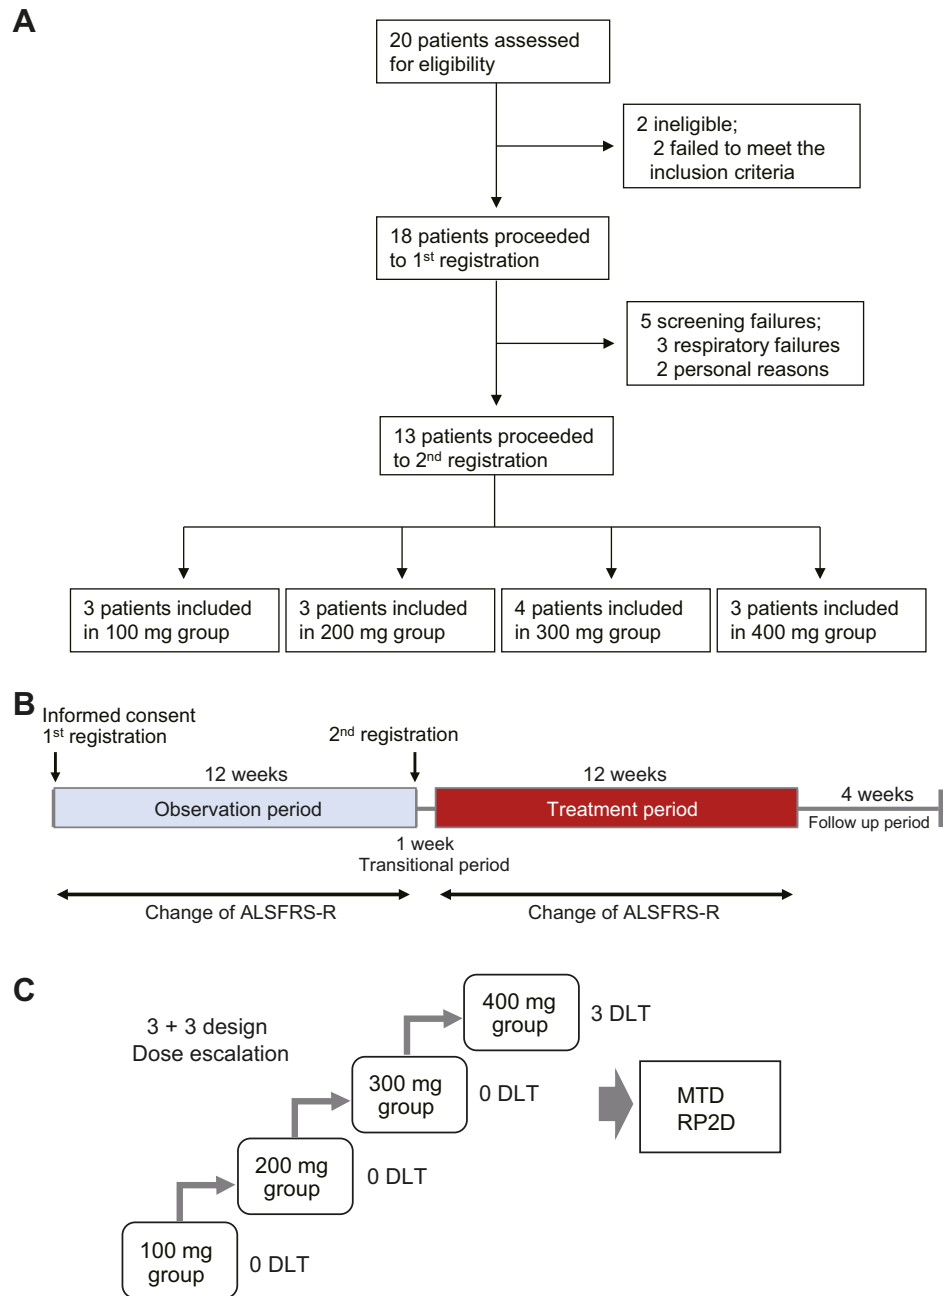 A
20 patients assessed
for eligibility
2 ineligible;
2 failed to meet the
inclusion criteria
18 patients proceeded
to 1st registration
5 screening failures;
3 respiratory failures
2 personal reasons
13 patients proceeded
to 2nd registration
3 patients included
in 100 mg group
3 patients included
in 200 mg group
4 patients included
in 300 mg group
3 patients included
in 400 mg group
B
Informed consent
1st registration
2nd registration
12 weeks
12 weeks
4 weeks
Observation period
Treatment period
Follow up period
1 week
Transitional period
Change of ALSFRS-R
Change of ALSFRS-R
C
3 + 3 design
Dose escalation
400 mg
group
3 DLT
300 mg
group
0 DLT
MTD
RP2D
200 mg
group
0 DLT
100 mg
group
0 DLT